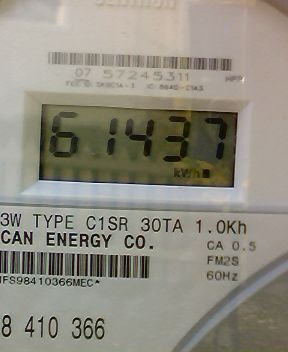 07 57245311
61437
kWh
3W TYPE C1SR 30TA 1.0Kh
CAN ENERGY CO. CA 0.5
FM2S
60Hz
IFS98410366MEC*
8 410 366